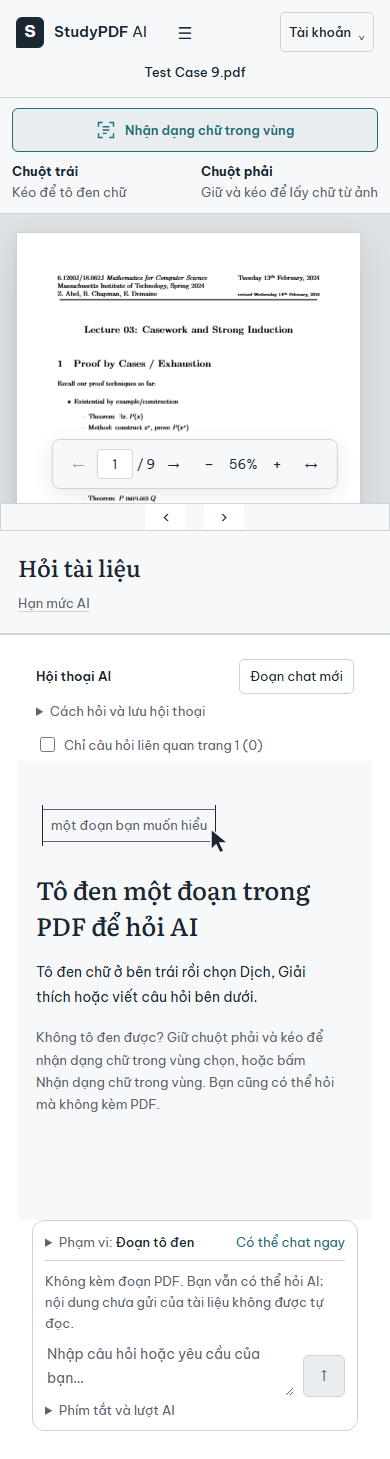 S StudyPDF AI ☰ Tài khoản
Test Case 9.pdf
Nhận dạng chữ trong vùng
Chuột trái
Kéo để tô đen chữ
Chuột phải
Giữ và kéo để lấy chữ từ ảnh
6.1200J/18.062J Mathematics for Computer Science
Massachusetts Institute of Technology, Spring 2024
Z. Abel, B. Chapman, E. Demaine
Tuesday 13th February, 2024
revised Wednesday 14th February, 2024
Lecture 03: Casework and Strong Induction
1 Proof by Cases / Exhaustion
Recall our proof techniques so far:
• Existential by example/construction
– Theorem: ∃x. P(x)
– Method: construct x*, prove P(x*)
← 1 / 9 → − 56% + ↔
– Theorem: P IMPLIES Q
‹ ›
Hỏi tài liệu
Hạn mức AI
Hội thoại AI
Đoạn chat mới
▶ Cách hỏi và lưu hội thoại
Chỉ câu hỏi liên quan trang 1 (0)
một đoạn bạn muốn hiểu
Tô đen một đoạn trong
PDF để hỏi AI
Tô đen chữ ở bên trái rồi chọn Dịch, Giải
thích hoặc viết câu hỏi bên dưới.
Không tô đen được? Giữ chuột phải và kéo để
nhận dạng chữ trong vùng chọn, hoặc bấm
Nhận dạng chữ trong vùng. Bạn cũng có thể hỏi
mà không kèm PDF.
▶ Phạm vi: Đoạn tô đen
Có thể chat ngay
Không kèm đoạn PDF. Bạn vẫn có thể hỏi AI;
nội dung chưa gửi của tài liệu không được tự
đọc.
Nhập câu hỏi hoặc yêu cầu của
bạn...
↑
▶ Phím tắt và lượt AI